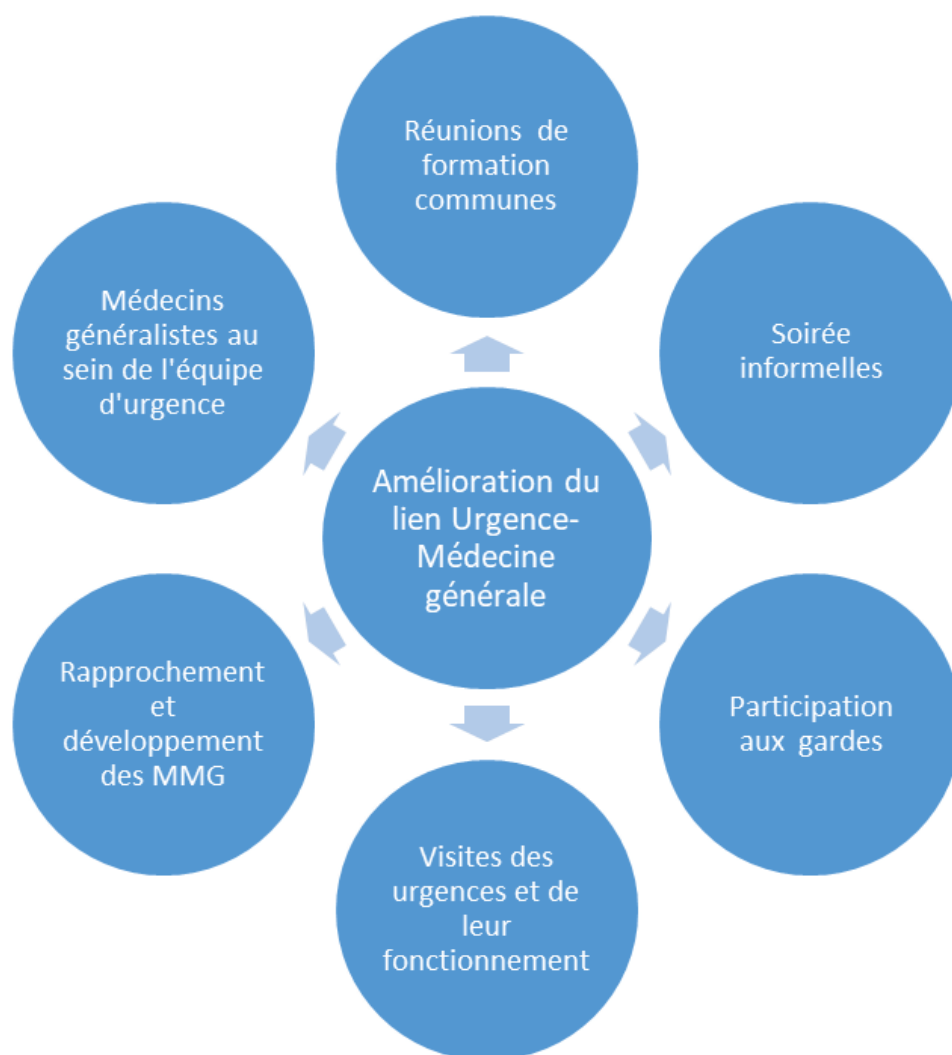 Réunions de
formation
communes
Médecins
généralistes au
sein de l'équipe
d'urgence
Soirée
informelles
Amélioration du
lien Urgence-
Médecine
générale
Rapprochement
et
développement
des MMG
Participation
aux gardes
Visites des
urgences et de
leur
fonctionnement